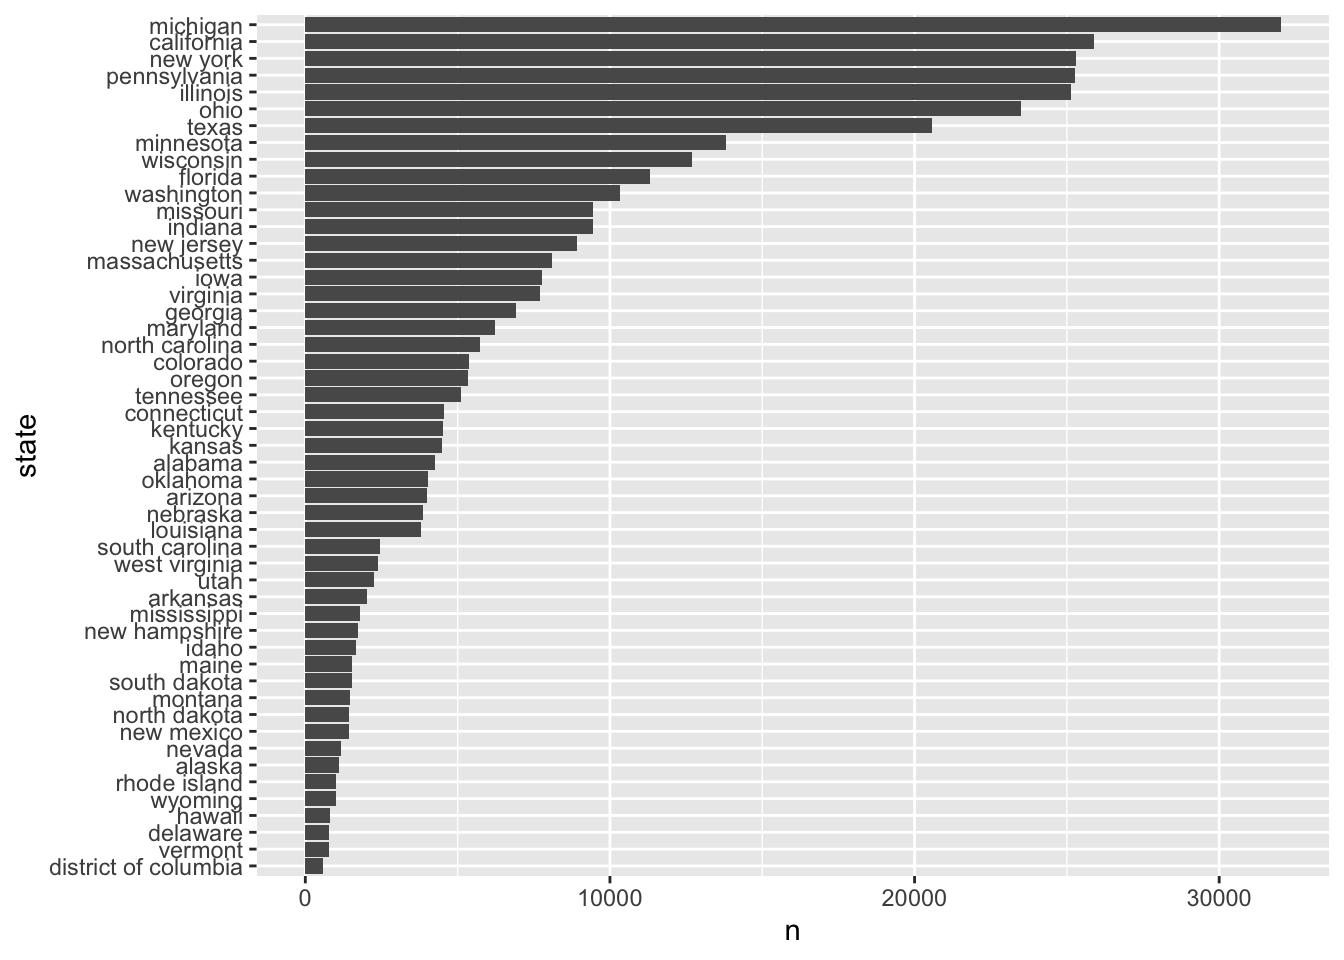 michigan
california
new york
pennsylvania
illinois
ohio
texas
minnesota
wisconsin
florida
washington
missouri
indiana
new jersey
massachusetts
iowa
virginia
georgia
maryland
north carolina
colorado
oregon
tennessee
connecticut
kentucky
kansas
alabama
oklahoma
arizona
nebraska
louisiana
south carolina
west virginia
utah
arkansas
mississippi
new hampshire
idaho
maine
south dakota
montana
north dakota
new mexico
nevada
alaska
rhode island
wyoming
hawaii
delaware
vermont
district of columbia
state
0 10000 20000 30000
n